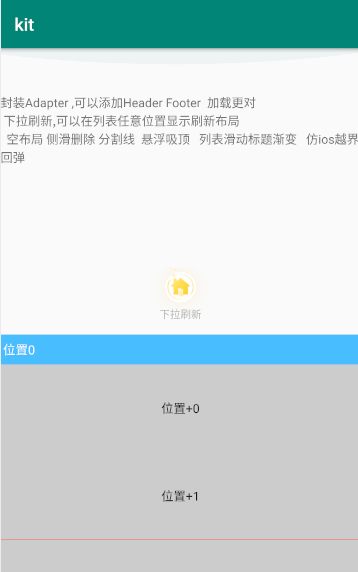 kit
封装Adapter ,可以添加Header Footer  加载更对
下拉刷新,可以在列表任意位置显示刷新布局
空布局 侧滑删除 分割线  悬浮吸顶   列表滑动标题渐变   仿ios越界
回弹
下拉刷新
位置0
位置+0
位置+1